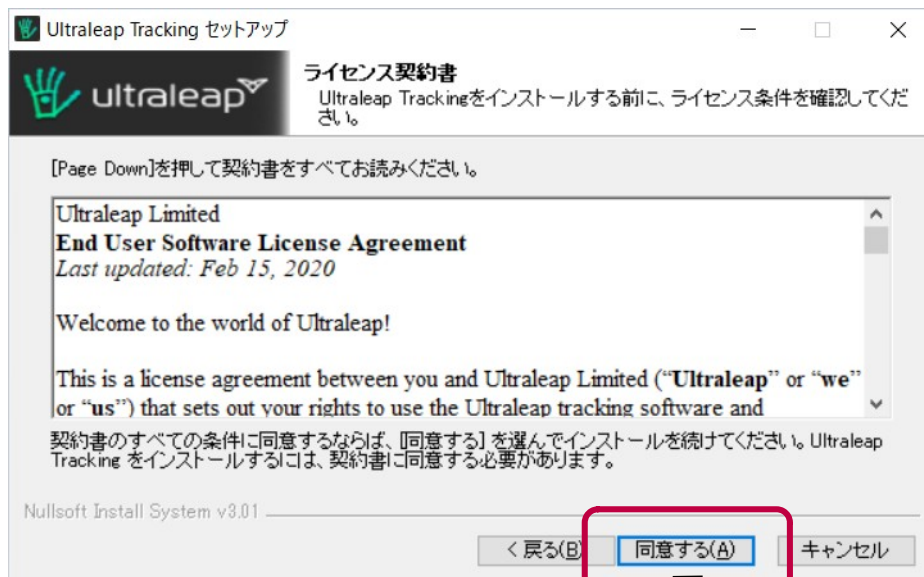 Ultraleap Tracking セットアップ
ultraleap
ライセンス契約書
Ultraleap Trackingをインストールする前に、ライセンス条件を確認してくだ
さい。
[Page Down]を押して契約書をすべてお読みください。
Ultraleap Limited
End User Software License Agreement
Last updated: Feb 15, 2020
Welcome to the world of Ultraleap!
This is a license agreement between you and Ultraleap Limited (“Ultraleap” or “we”
or “us”) that sets out your rights to use the Ultraleap tracking software and
契約書のすべての条件に同意するならば、[同意する] を選んでインストールを続けてください。Ultraleap
Tracking をインストールするには、契約書に同意する必要があります。
Nullsoft Install System v3.01
< 戻る(B) 同意する(A) キャンセル